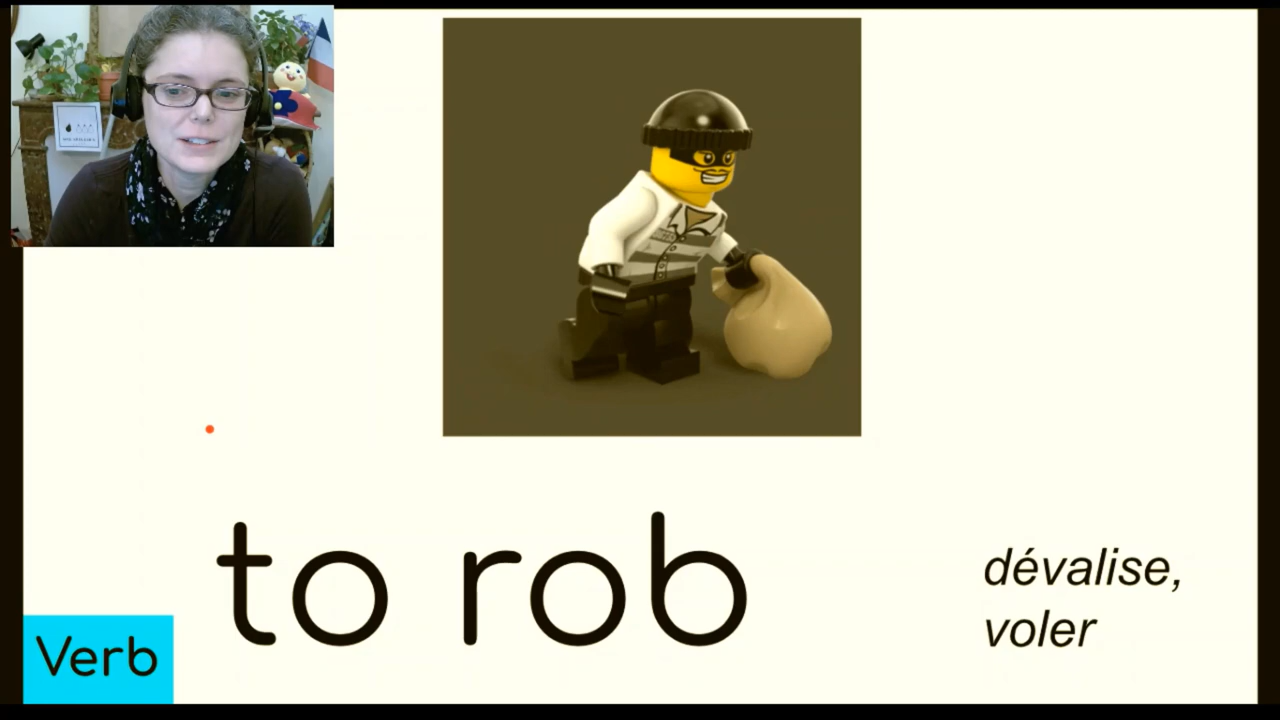 to rob
dévalise,
voler
Verb